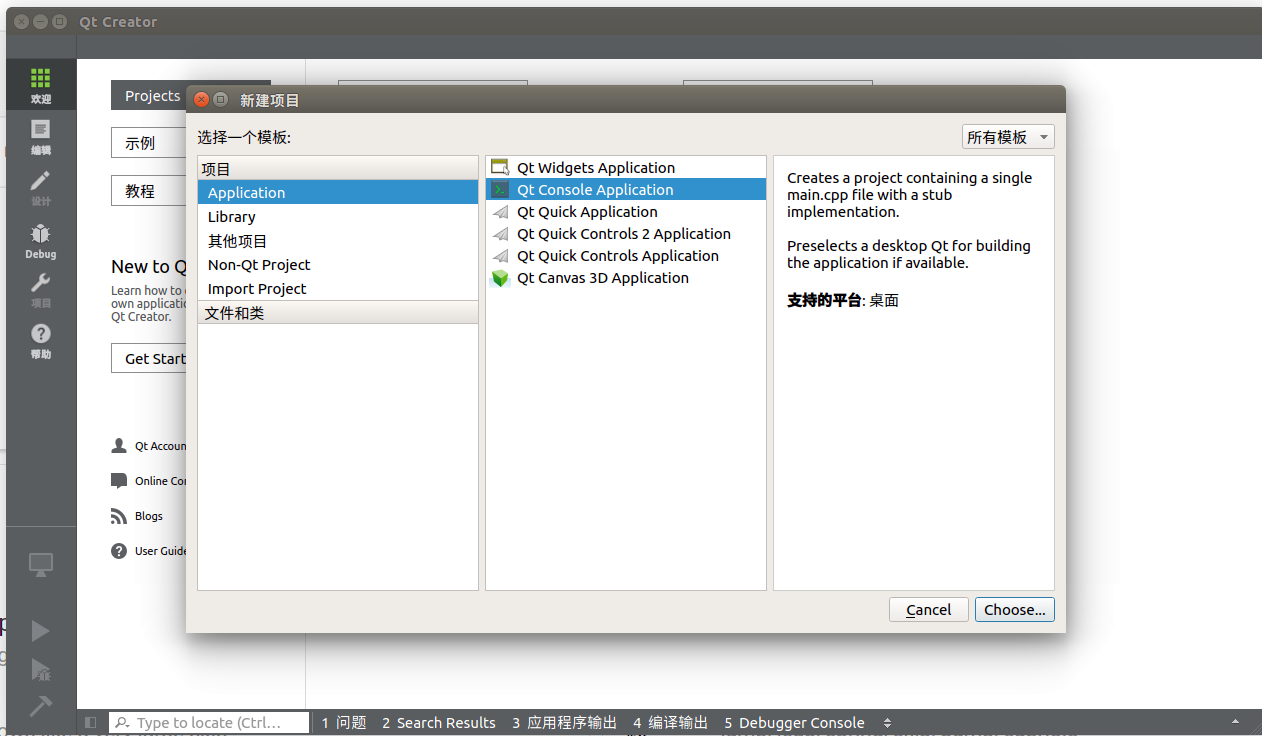 Qt Creator
欢迎
编辑
设计
Debug
项目
帮助
Projects
示例
教程
New to Q
Learn how to
own applicatio
Qt Creator.
Get Start
Qt Accoun
Online Co
Blogs
User Guide
新建项目
选择一个模板:
所有模板
项目
Application
Library
其他项目
Non-Qt Project
Import Project
文件和类
Qt Widgets Application
Qt Console Application
Qt Quick Application
Qt Quick Controls 2 Application
Qt Quick Controls Application
Qt Canvas 3D Application
Creates a project containing a single
main.cpp file with a stub
implementation.
Preselects a desktop Qt for building
the application if available.
支持的平台: 桌面
Cancel
Choose...
Type to locate (Ctrl...
1 问题 2 Search Results 3 应用程序输出 4 编译输出 5 Debugger Console